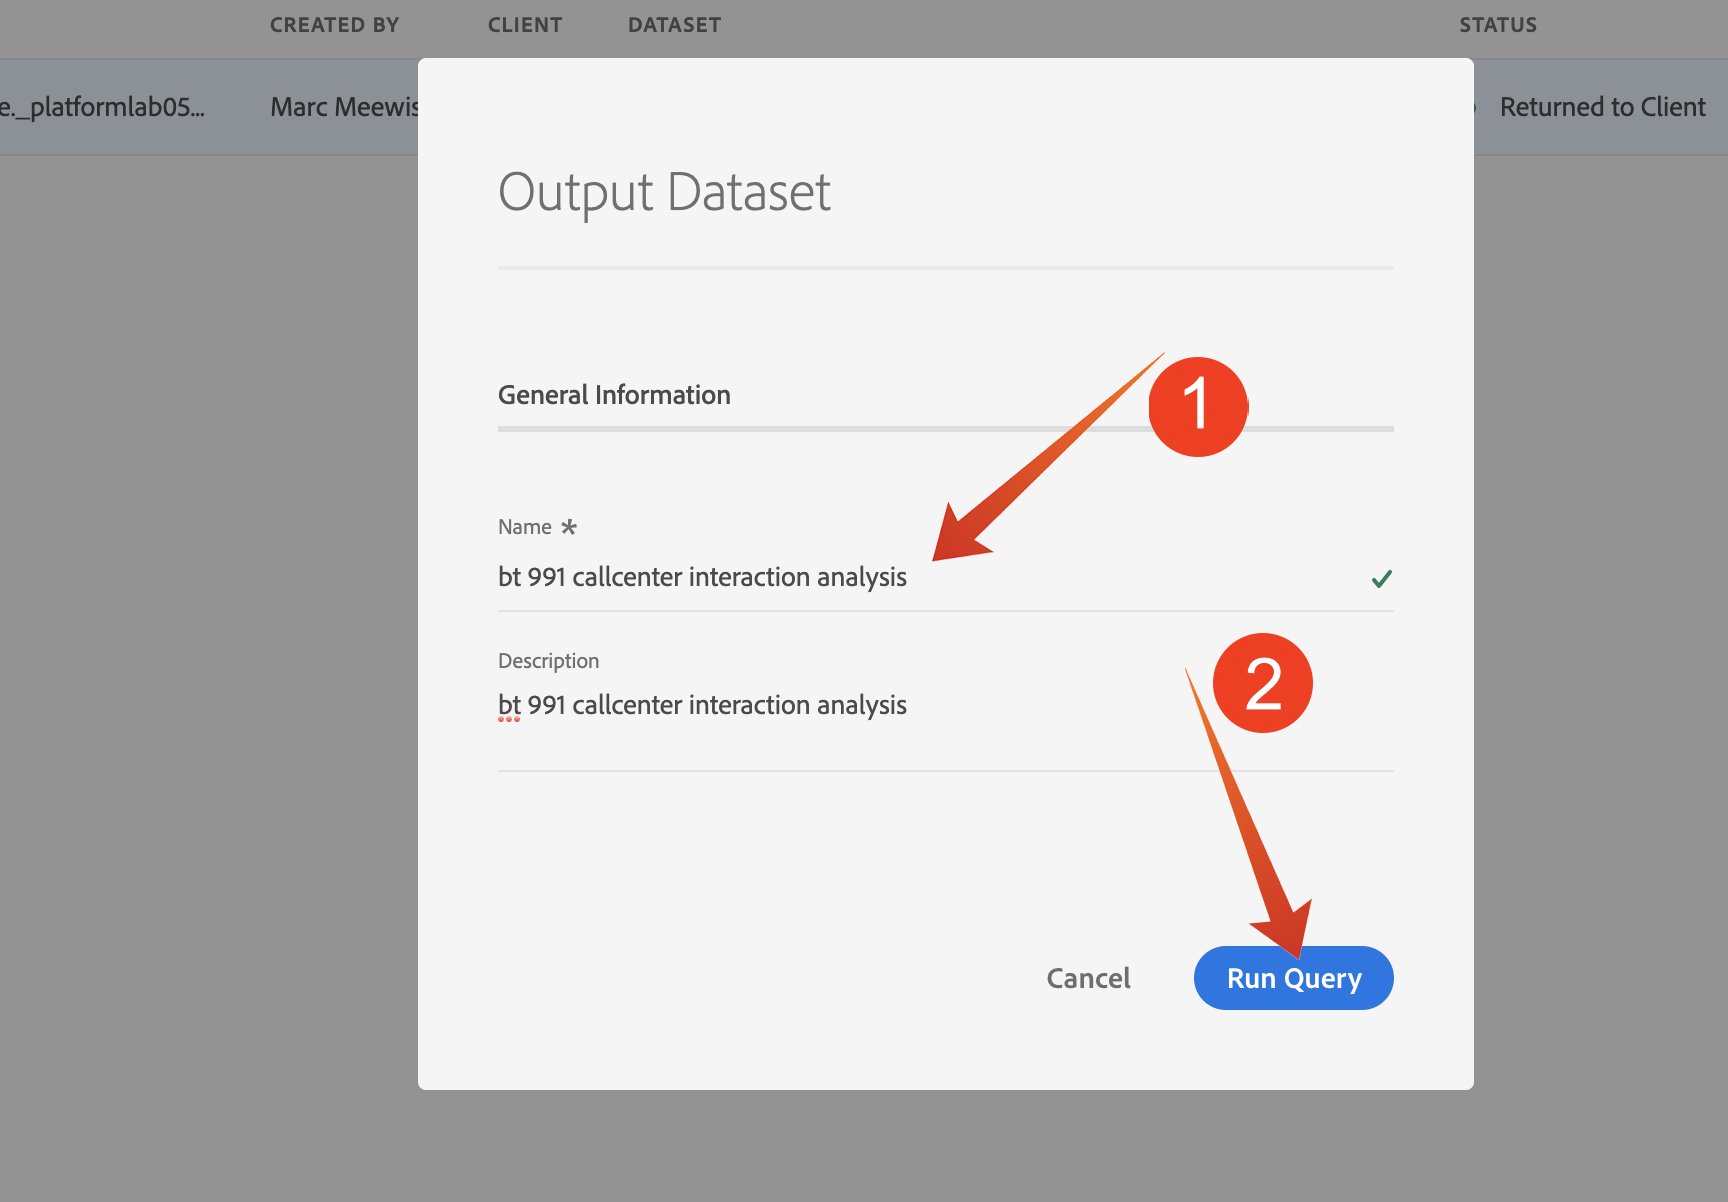 CREATED BY CLIENT DATASET STATUS
e._platformlab05... Marc Meewis Returned to Client
Output Dataset
General Information
1
Name *
bt 991 callcenter interaction analysis
2
Description
bt 991 callcenter interaction analysis
Cancel Run Query